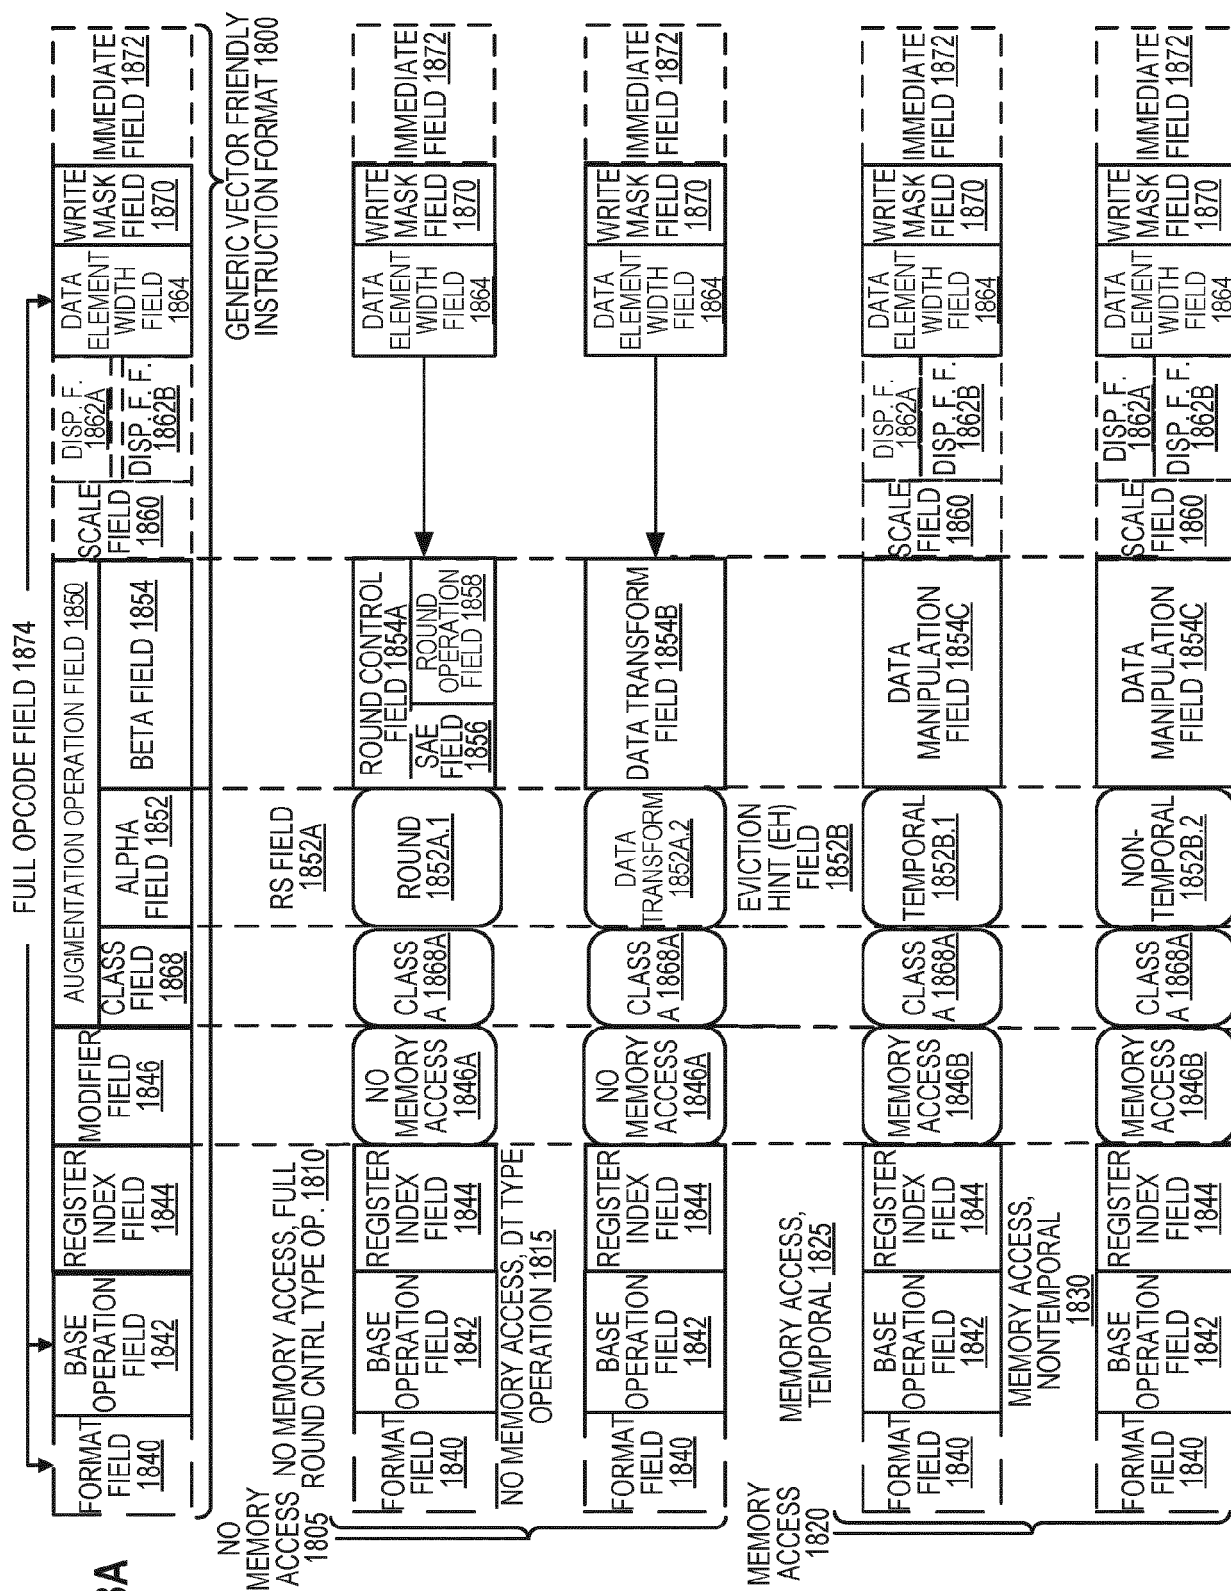 FULL OPCODE FIELD 1874
FORMAT
FIELD
1840
BASE
OPERATION
FIELD
1842
REGISTER
INDEX
FIELD
1844
MODIFIER
FIELD
1846
AUGMENTATION OPERATION FIELD 1850
CLASS
FIELD
1868
ALPHA
FIELD 1852
BETA FIELD 1854
SCALE
FIELD
1860
DISP. F.
1862A
DISP. F. F.
1862B
DATA
ELEMENT
WIDTH
FIELD
1864
WRITE
MASK
FIELD
1870
IMMEDIATE
FIELD 1872
GENERIC VECTOR FRIENDLY
INSTRUCTION FORMAT 1800
NO
MEMORY
ACCESS
1805
NO MEMORY ACCESS, FULL
ROUND CNTRL TYPE OP. 1810
RS FIELD
1852A
FORMAT
FIELD
1840
BASE
OPERATION
FIELD
1842
REGISTER
INDEX
FIELD
1844
NO
MEMORY
ACCESS
1846A
CLASS
A 1868A
ROUND
1852A.1
ROUND CONTROL
FIELD 1854A
SAE
FIELD
1856
ROUND
OPERATION
FIELD 1858
DATA
ELEMENT
WIDTH
FIELD
1864
WRITE
MASK
FIELD
1870
IMMEDIATE
FIELD 1872
NO MEMORY ACCESS, DT TYPE
OPERATION 1815
FORMAT
FIELD
1840
BASE
OPERATION
FIELD
1842
REGISTER
INDEX
FIELD
1844
NO
MEMORY
ACCESS
1846A
CLASS
A 1868A
DATA
TRANSFORM
1852A.2
DATA TRANSFORM
FIELD 1854B
DATA
ELEMENT
WIDTH
FIELD
1864
WRITE
MASK
FIELD
1870
IMMEDIATE
FIELD 1872
MEMORY
ACCESS
1820
MEMORY ACCESS,
TEMPORAL 1825
EVICTION
HINT (EH)
FIELD
1852B
FORMAT
FIELD
1840
BASE
OPERATION
FIELD
1842
REGISTER
INDEX
FIELD
1844
MEMORY
ACCESS
1846B
CLASS
A 1868A
TEMPORAL
1852B.1
DATA
MANIPULATION
FIELD 1854C
SCALE
FIELD
1860
DISP. F.
1862A
DISP. F. F.
1862B
DATA
ELEMENT
WIDTH
FIELD
1864
WRITE
MASK
FIELD
1870
IMMEDIATE
FIELD 1872
MEMORY ACCESS,
NONTEMPORAL
1830
FORMAT
FIELD
1840
BASE
OPERATION
FIELD
1842
REGISTER
INDEX
FIELD
1844
MEMORY
ACCESS
1846B
CLASS
A 1868A
NON-
TEMPORAL
1852B.2
DATA
MANIPULATION
FIELD 1854C
SCALE
FIELD
1860
DISP. F.
1862A
DISP. F. F.
1862B
DATA
ELEMENT
WIDTH
FIELD
1864
WRITE
MASK
FIELD
1870
IMMEDIATE
FIELD 1872